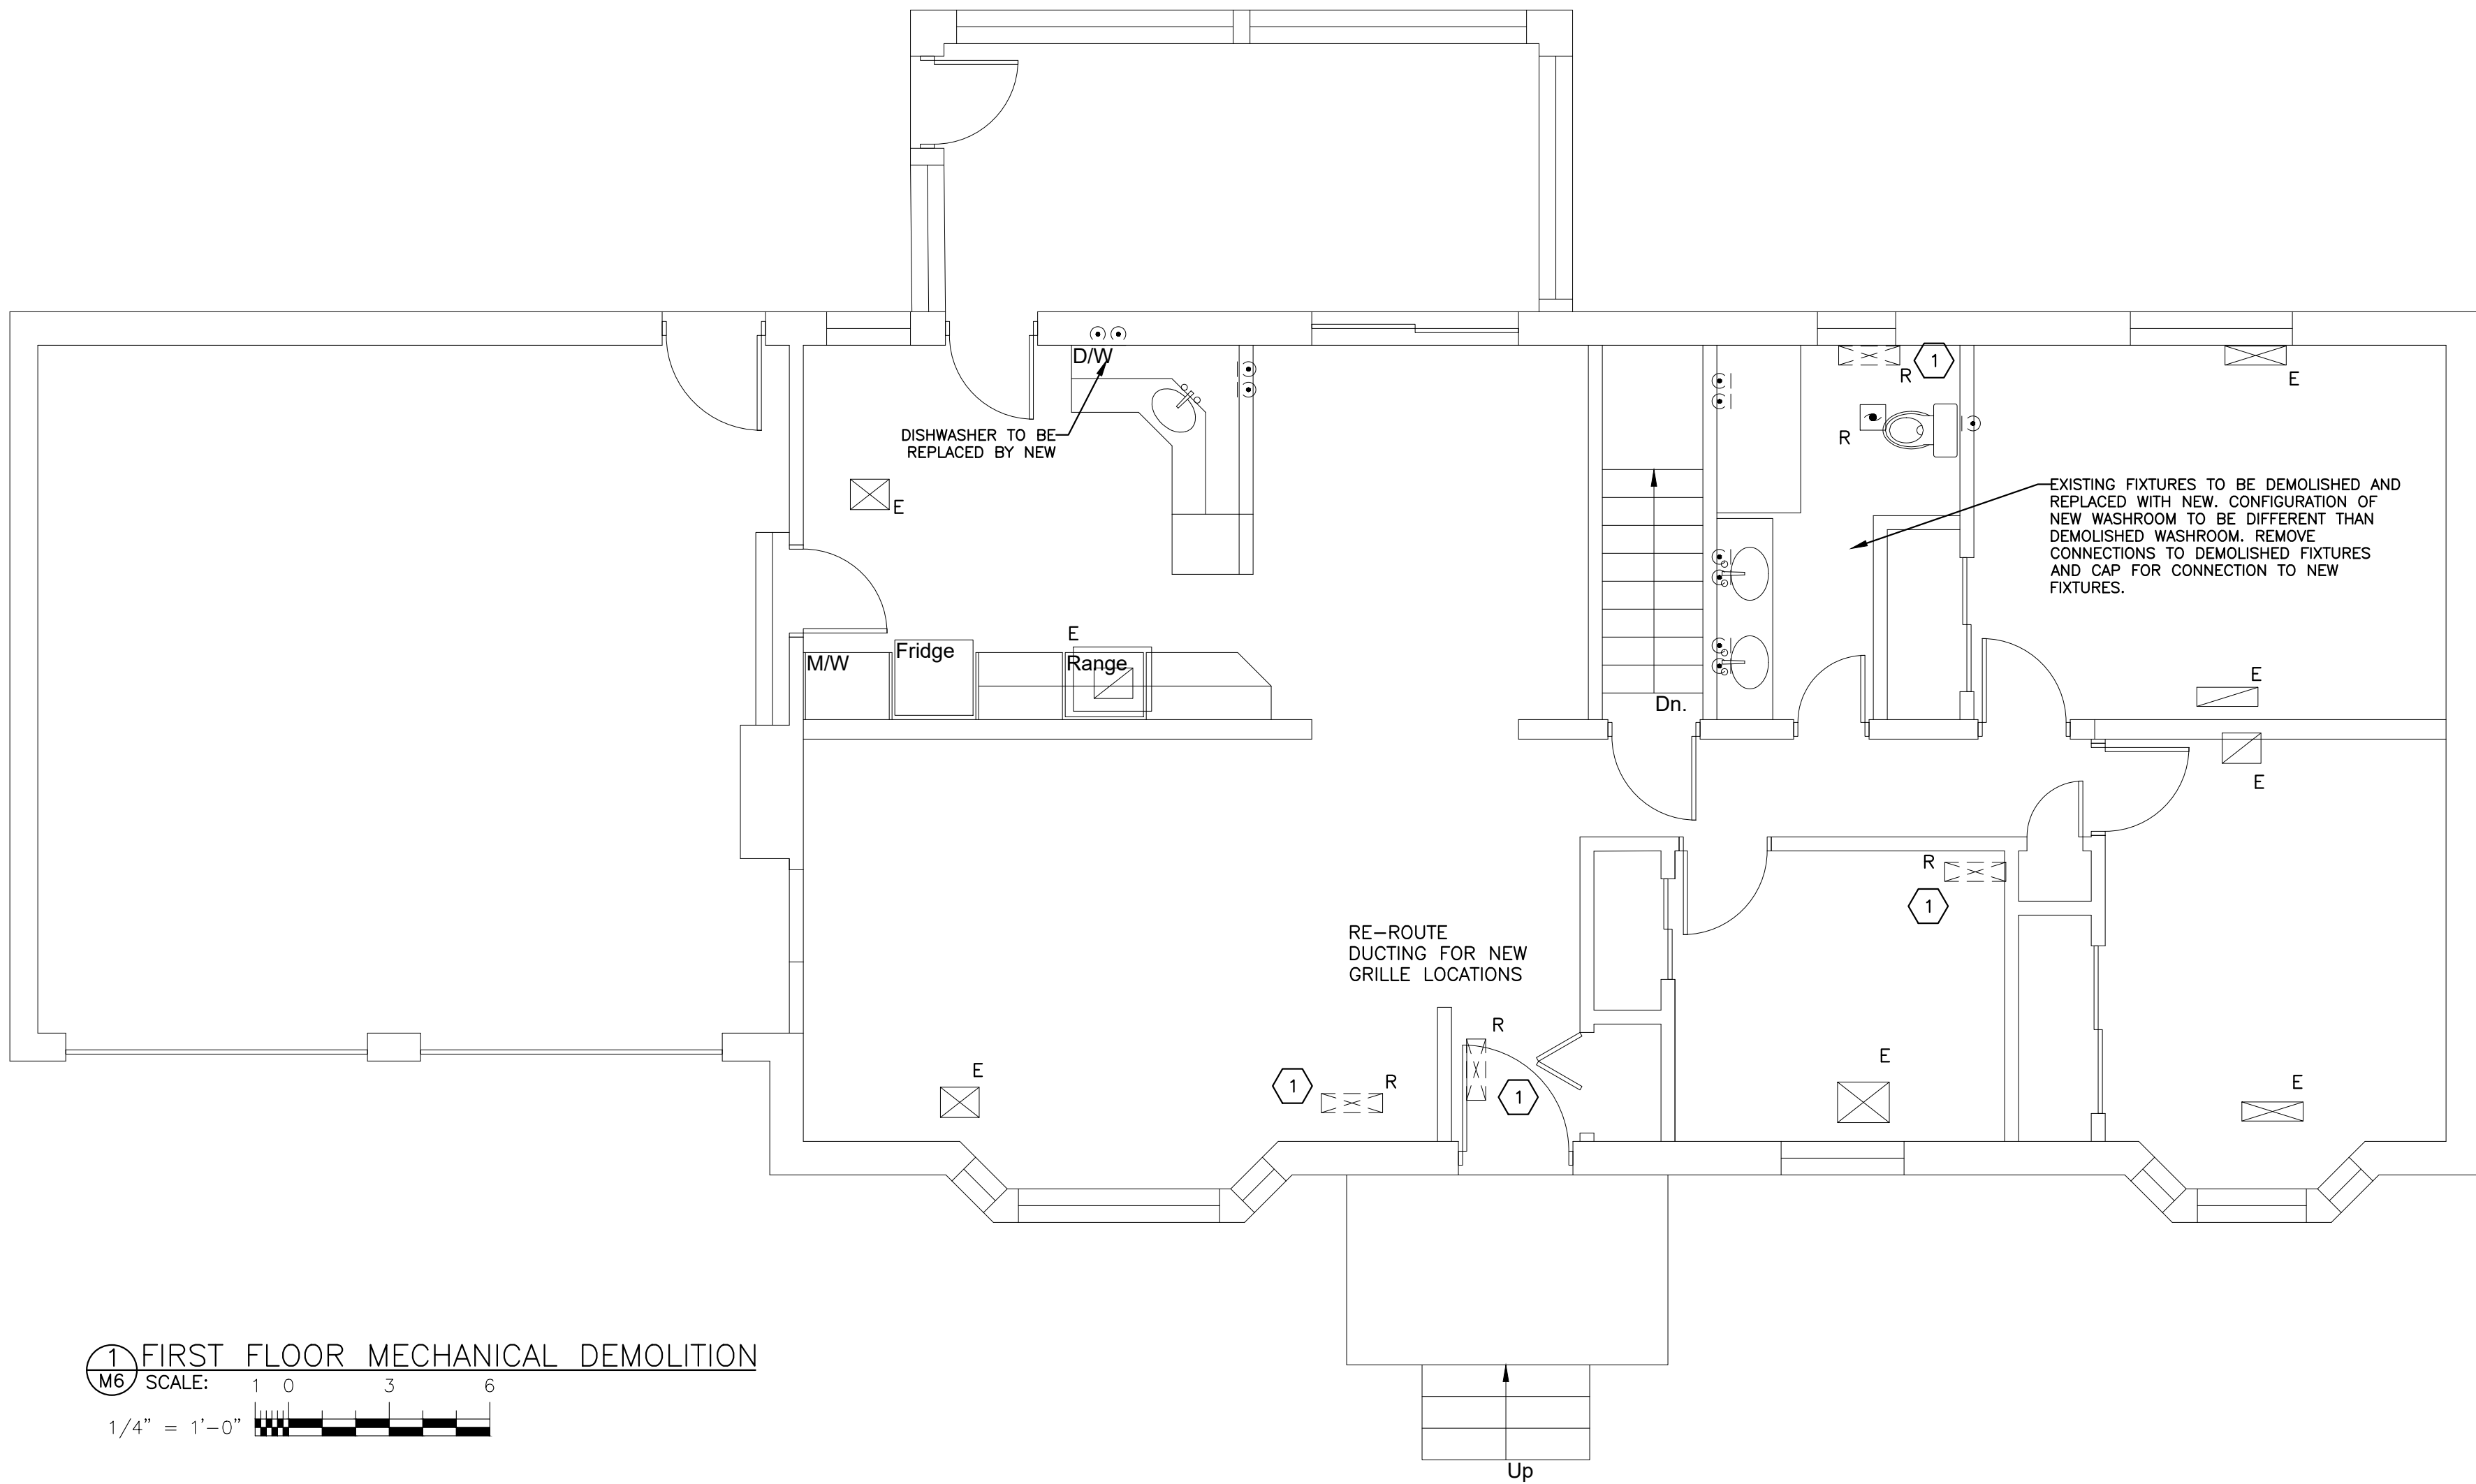 D/W
R
1
E
DISHWASHER TO BE
REPLACED BY NEW
R
E
EXISTING FIXTURES TO BE DEMOLISHED AND
REPLACED WITH NEW. CONFIGURATION OF
NEW WASHROOM TO BE DIFFERENT THAN
DEMOLISHED WASHROOM. REMOVE
CONNECTIONS TO DEMOLISHED FIXTURES
AND CAP FOR CONNECTION TO NEW
FIXTURES.
E
M/W
Fridge
Range
E
Dn.
E
R
1
RE-ROUTE
DUCTING FOR NEW
GRILLE LOCATIONS
R
E
E
1
R
1
E
1
M6
FIRST FLOOR MECHANICAL DEMOLITION
SCALE:
1 0 3 6
1/4" = 1'-0"
Up